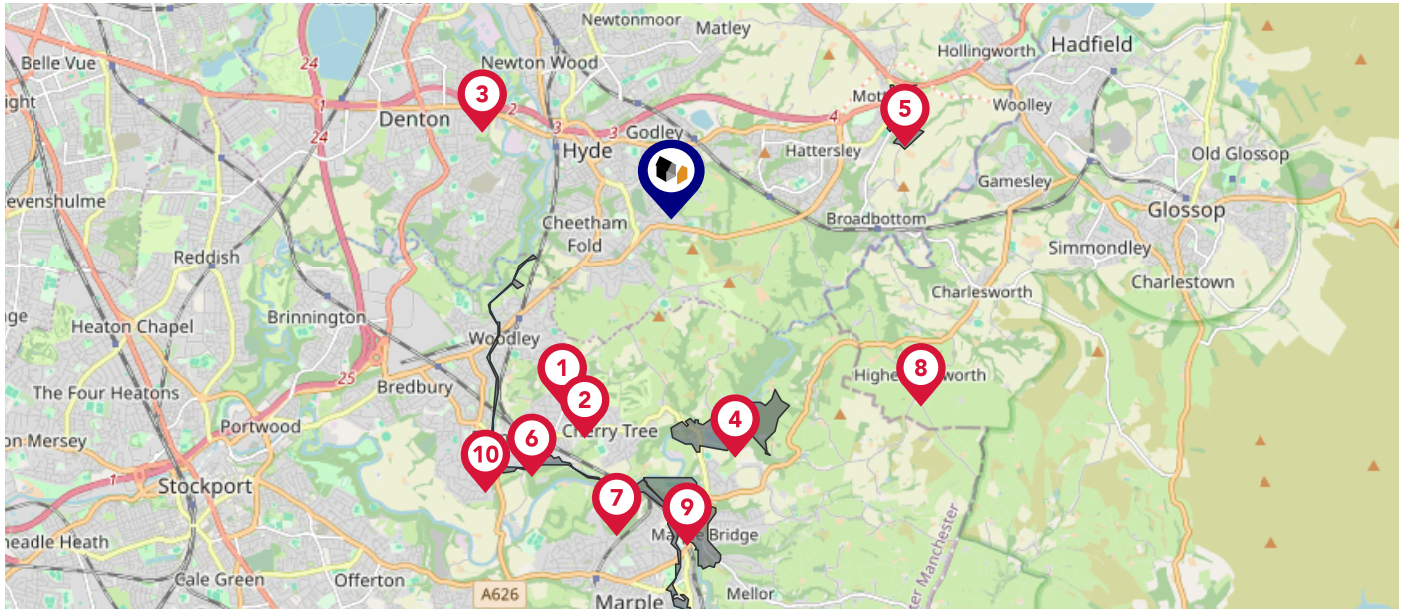 Newtonmoor
Matley
Hollingworth
Hadfield
Belle Vue
24
Newton Wood
3
2
1
Denton
3
3
4
5
Woolley
24
Godley
Hyde
Hattersley
Old Glossop
Gamesley
Cheetham
Fold
Broadbottom
Glossop
Reddish
Simmondley
Charlestown
Charlesworth
Brinnington
Heaton Chapel
Woodley
25
1
8
Bredbury
The Four Heatons
2
4
Portwood
Cherry Tree
6
10
1
Stockport
7
9
Bridge
Cale Green
Offerton
A626
Marple
Mellor